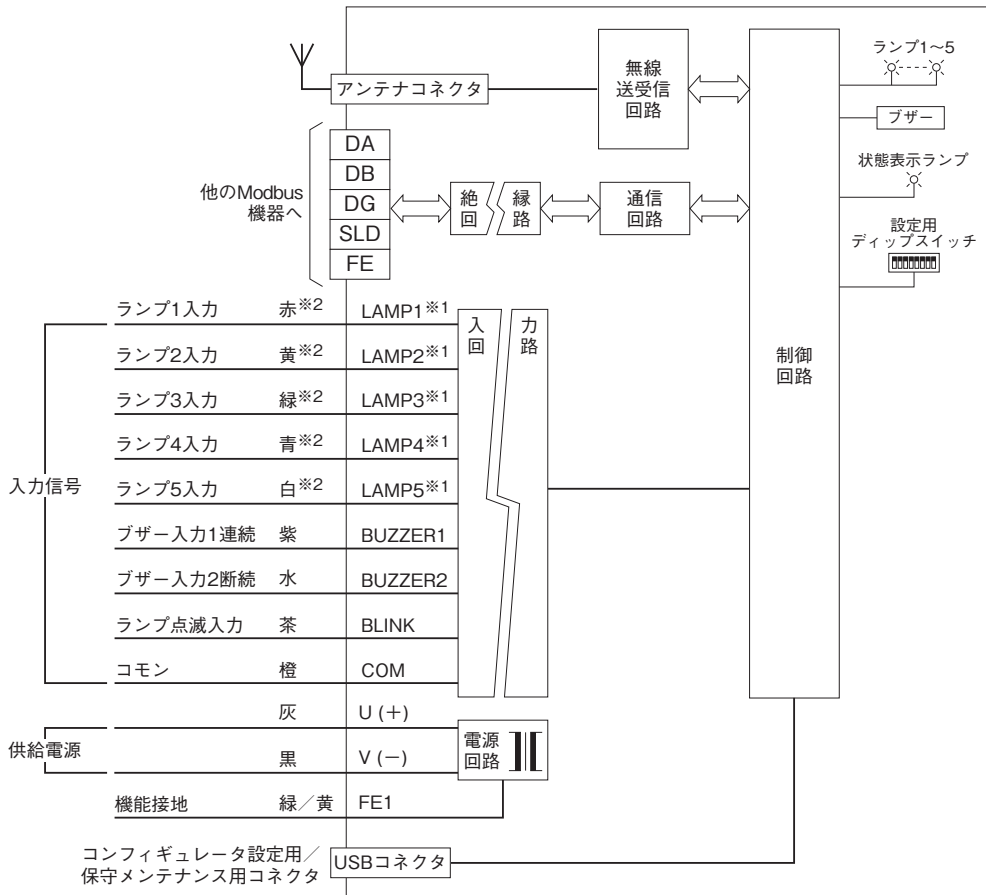 ランプ1〜5
無線
送受信
回路
アンテナコネクタ
ブザー
DA
DB
DG
SLD
FE
他のModbus
機器へ
絶 縁
回 路
通信
回路
状態表示ランプ
設定用
ディップスイッチ
制御
回路
入力信号
ランプ1入力 赤※2 LAMP1※1
ランプ2入力 黄※2 LAMP2※1
ランプ3入力 緑※2 LAMP3※1
ランプ4入力 青※2 LAMP4※1
ランプ5入力 白※2 LAMP5※1
ブザー入力1連続 紫 BUZZER1
ブザー入力2断続 水 BUZZER2
ランプ点滅入力 茶 BLINK
コモン 橙 COM
入 力
回 路
供給電源
灰 U (+)
黒 V (−)
電源
回路
機能接地 緑/黄 FE1
コンフィギュレータ設定用/
保守メンテナンス用コネクタ
USBコネクタ